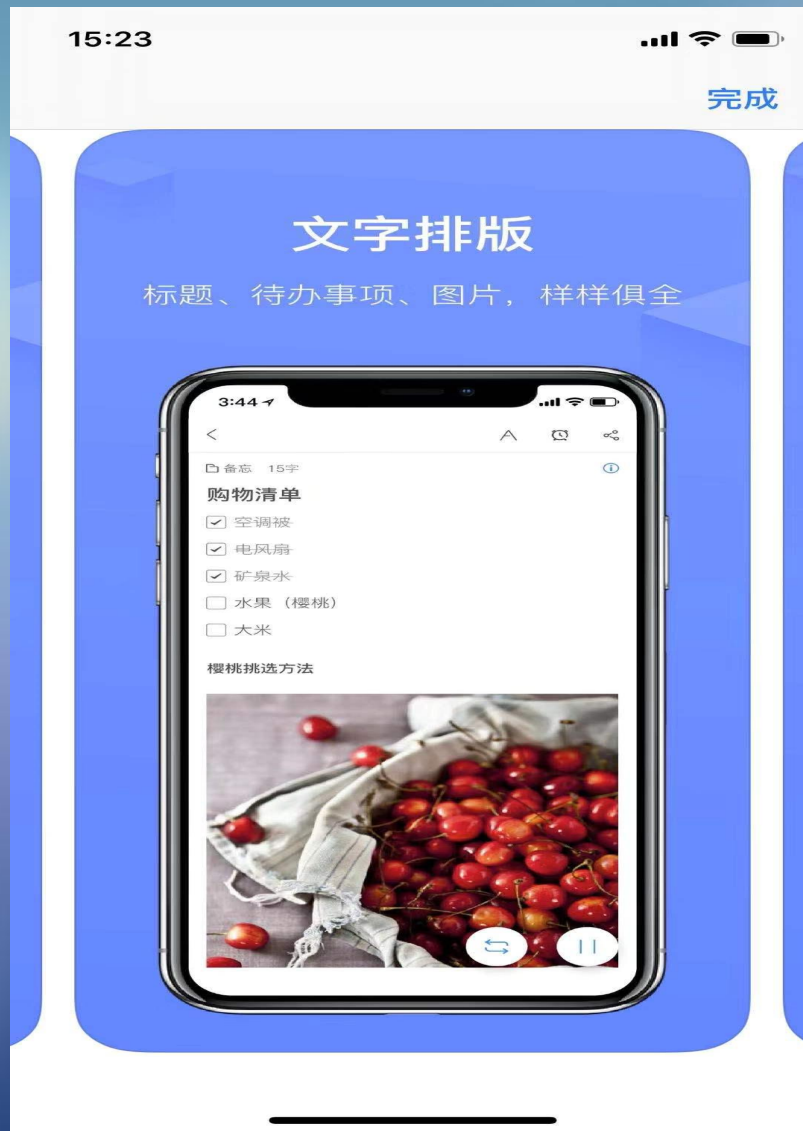 15:23
完成
文字排版
标题、待办事项、图片，样样俱全
3:44
备忘 15字
购物清单
空调被
电风扇
矿泉水
水果（樱桃）
大米
樱桃挑选方法